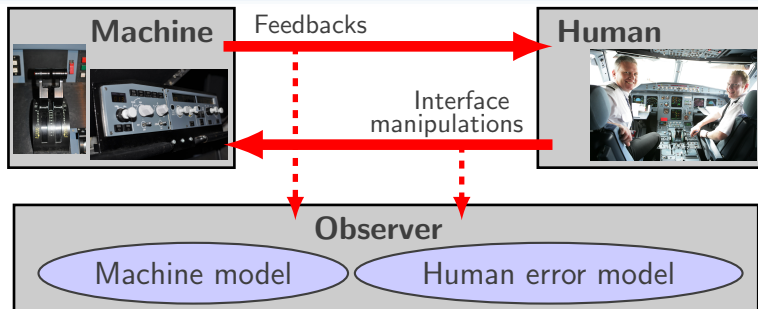 Machine
Feedbacks
Human
Interface
manipulations
Observer
Machine model
Human error model